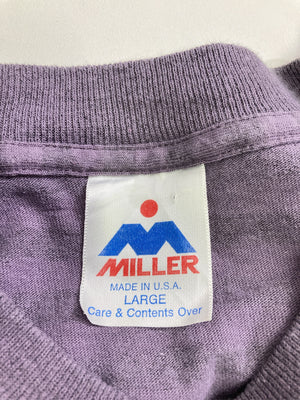 MILLER
MADE IN U.S.A.
LARGE
Care & Contents Over